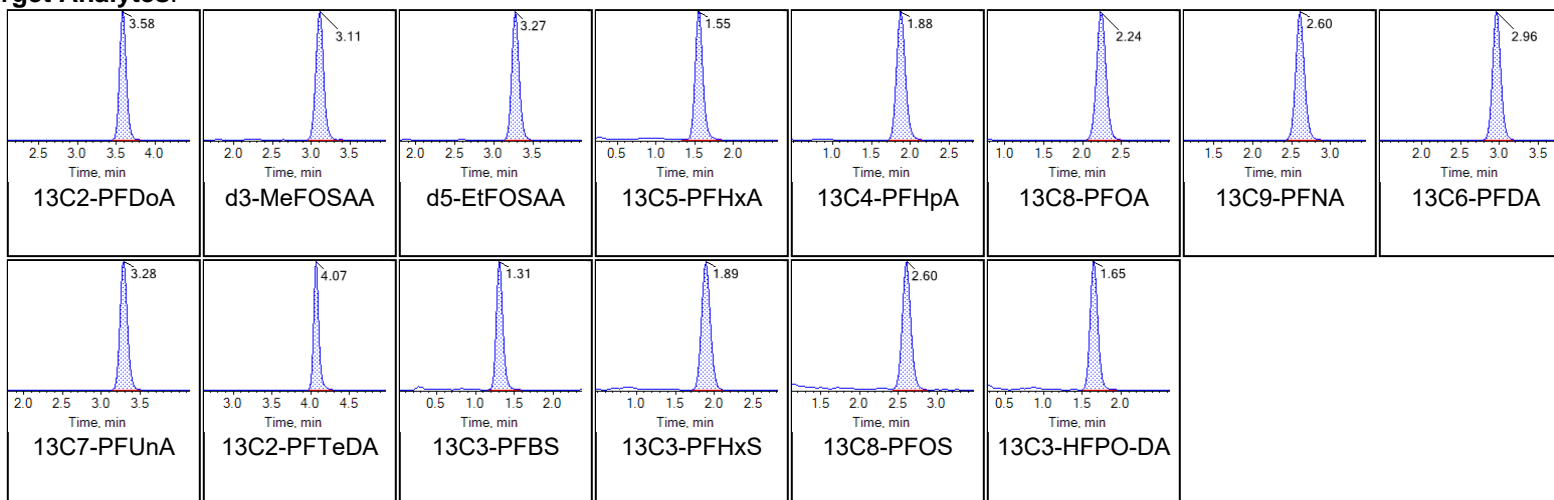 rget Analytes:
3.58 3.11 3.27 1.55 1.88 2.24 2.60 2.96
2.5 3.0 3.5 4.0 2.0 2.5 3.0 3.5 2.0 2.5 3.0 3.5 0.5 1.0 1.5 2.0 1.0 1.5 2.0 2.5 1.0 1.5 2.0 2.5 1.5 2.0 2.5 3.0 2.0 2.5 3.0 3.5
Time, min Time, min Time, min Time, min Time, min Time, min Time, min Time, min
13C2-PFDoA d3-MeFOSAA d5-EtFOSAA 13C5-PFHxA 13C4-PFHpA 13C8-PFOA 13C9-PFNA 13C6-PFDA
3.28 4.07 1.31 1.89 2.60 1.65
2.0 2.5 3.0 3.5 3.0 3.5 4.0 4.5 0.5 1.0 1.5 2.0 1.0 1.5 2.0 2.5 1.5 2.0 2.5 3.0 0.5 1.0 1.5 2.0
Time, min Time, min Time, min Time, min Time, min Time, min
13C7-PFUnA 13C2-PFTeDA 13C3-PFBS 13C3-PFHxS 13C8-PFOS 13C3-HFPO-DA